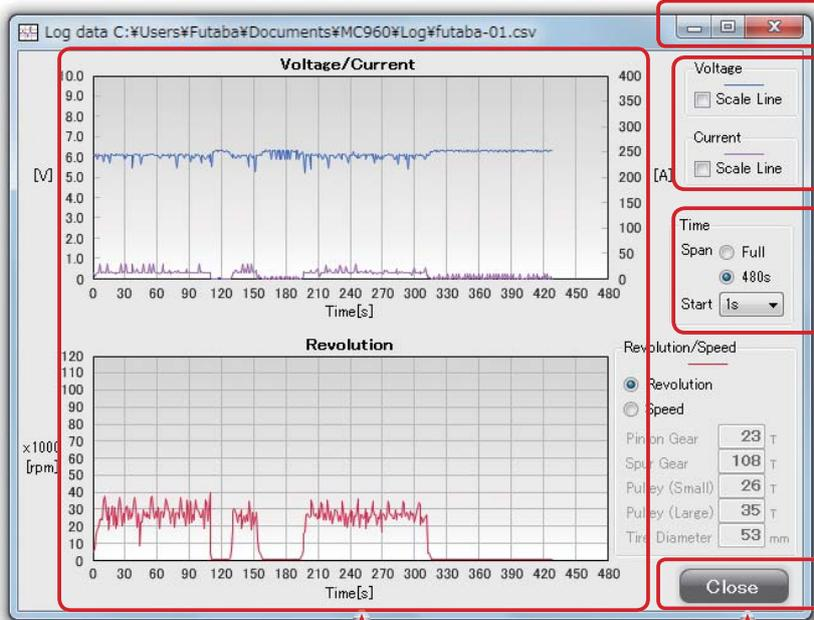 Log data C:¥Users¥Futaba¥Documents¥MC960¥Log¥futaba-01.csv
Voltage/Current
10.0
9.0
8.0
7.0
6.0
5.0
4.0
3.0
2.0
1.0
0
[V]
400
350
300
250
200
150
100
50
0
[A]
0 30 60 90 120 150 180 210 240 270 300 330 360 390 420 450 480
Time[s]
Voltage
Scale Line
Current
Scale Line
Time
Span Full
480s
Start 1s
Revolution
120
110
100
90
80
70
60
50
40
30
20
10
0
×1000
[rpm]
0 30 60 90 120 150 180 210 240 270 300 330 360 390 420 450 480
Time[s]
Revolution/Speed
Revolution
Speed
Pinion Gear 23 T
Spur Gear 108 T
Pulley (Small) 26 T
Pulley (Large) 35 T
Tire Diameter 53 mm
Close